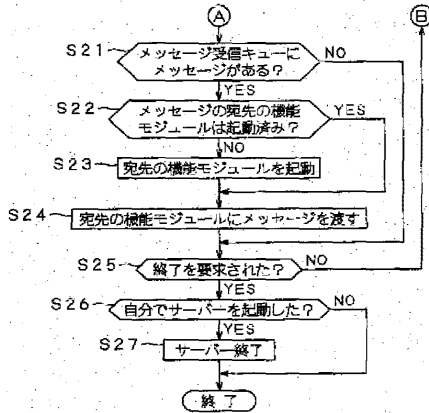 A
B
S21
メッセージ受信キューに
メッセージがある?
NO
YES
S22
メッセージの宛先の機能
モジュールは起動済み?
YES
NO
S23
宛先の機能モジュールを起動
S24
宛先の機能モジュールにメッセージを渡す
S25
終了を要求された?
NO
YES
S26
自分でサーバーを起動した?
NO
YES
S27
サーバー終了
終了